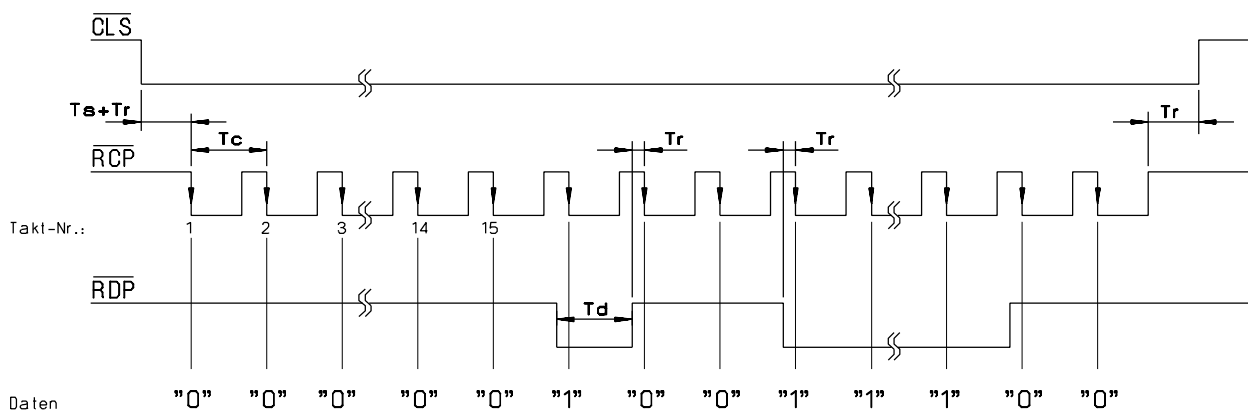 CLS
Ts+Tr
Tr
Tc
Tr
Tr
RCP
Takt-Nr.: 1 2 3 14 15
RDP
Td
Daten "0" "0" "0" "0" "0" "1" "0" "0" "1" "1" "1" "0" "0"